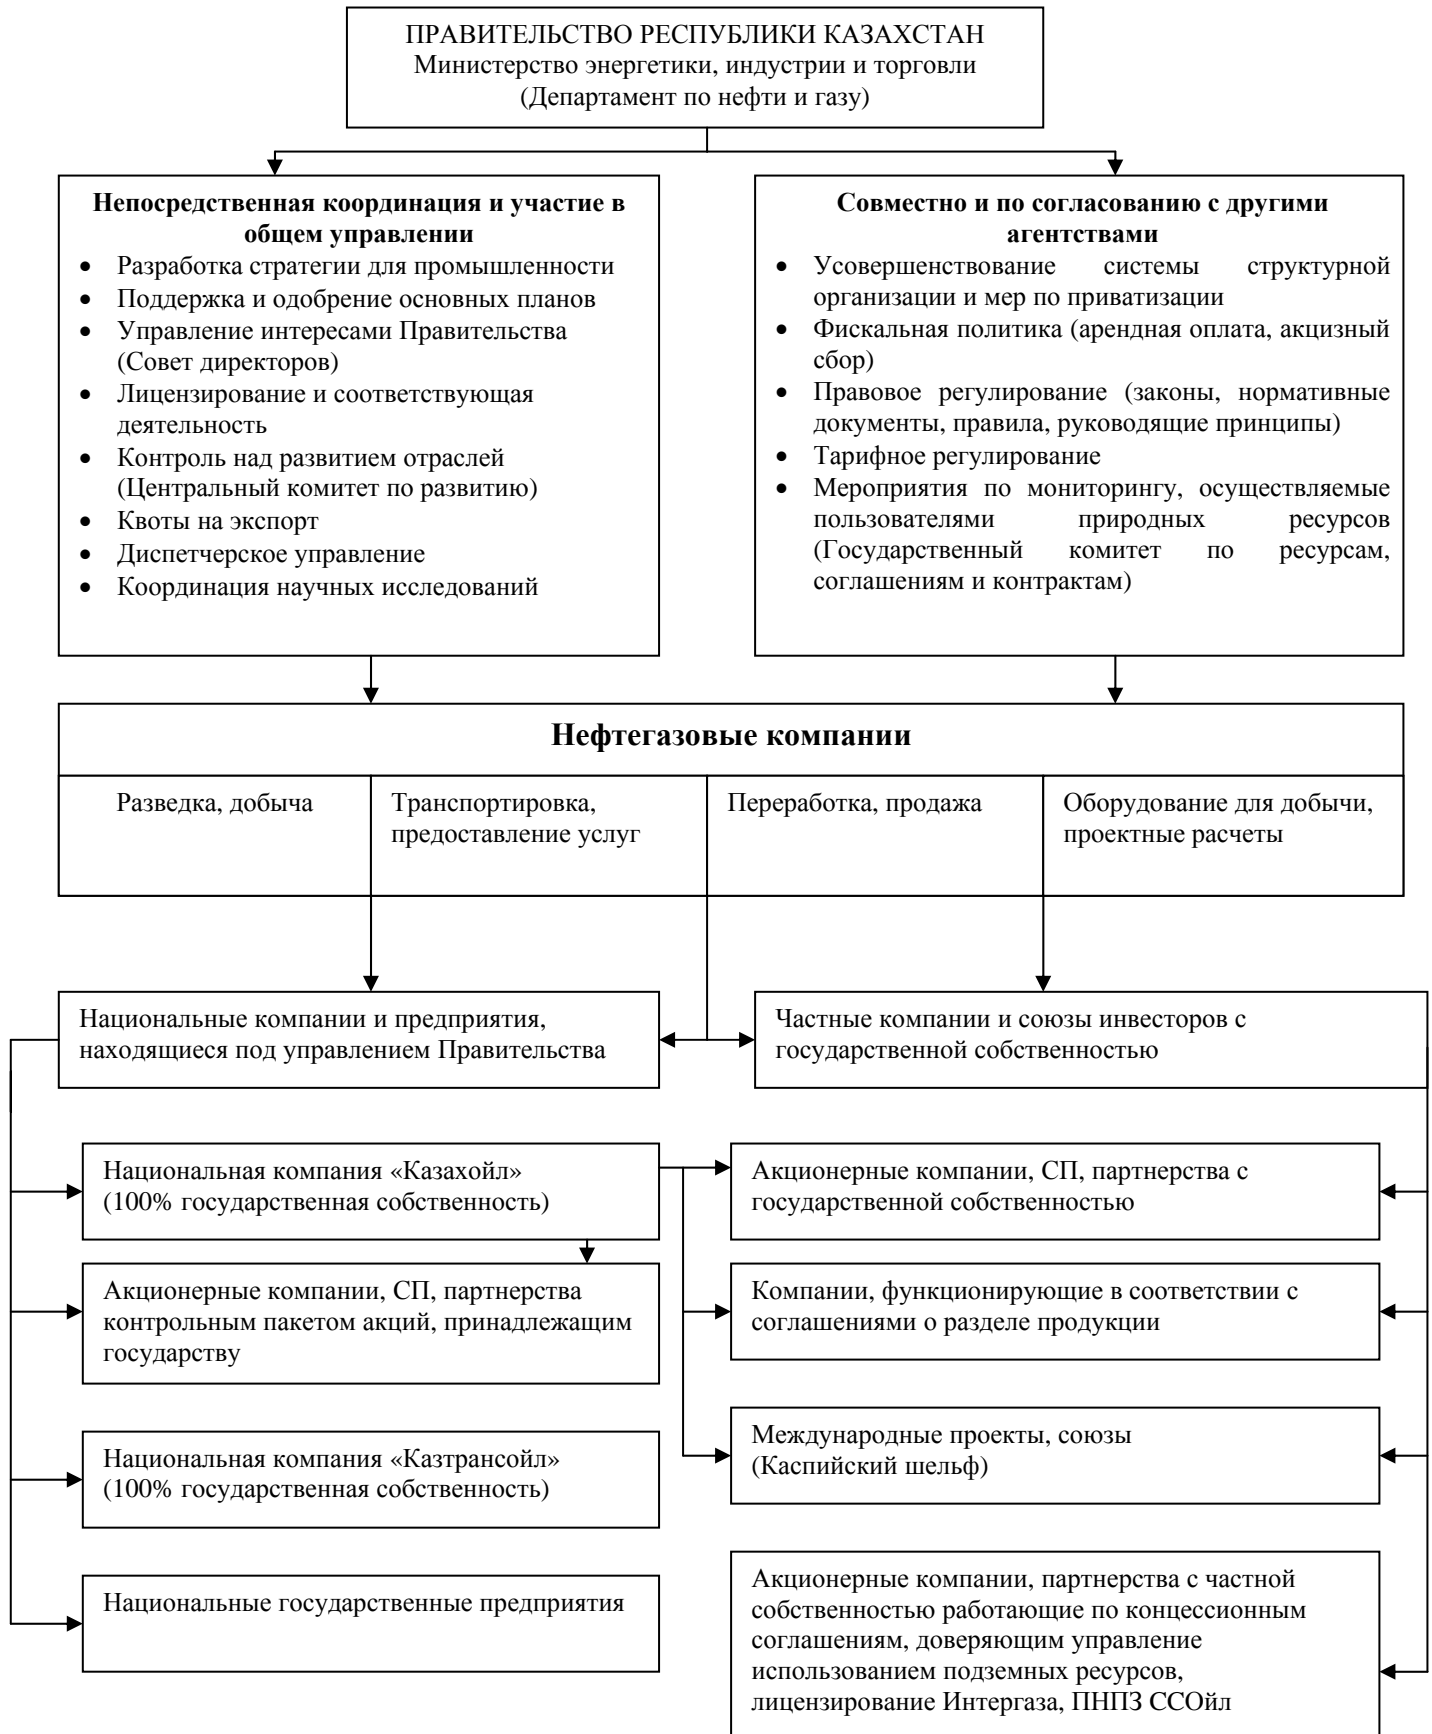 ПРАВИТЕЛЬСТВО РЕСПУБЛИКИ КАЗАХСТАН
Министерство энергетики, индустрии и торговли
(Департамент по нефти и газу)
Непосредственная координация и участие в
общем управлении
• Разработка стратегии для промышленности
• Поддержка и одобрение основных планов
• Управление интересами Правительства
(Совет директоров)
• Лицензирование и соответствующая
деятельность
• Контроль над развитием отраслей
(Центральный комитет по развитию)
• Квоты на экспорт
• Диспетчерское управление
• Координация научных исследований
Совместно и по согласованию с другими
агентствами
• Усовершенствование системы структурной
организации и мер по приватизации
• Фискальная политика (арендная оплата, акцизный
сбор)
• Правовое регулирование (законы, нормативные
документы, правила, руководящие принципы)
• Тарифное регулирование
• Мероприятия по мониторингу, осуществляемые
пользователями природных ресурсов
(Государственный комитет по ресурсам,
соглашениям и контрактам)
Нефтегазовые компании
Разведка, добыча
Транспортировка,
предоставление услуг
Переработка, продажа
Оборудование для добычи,
проектные расчеты
Национальные компании и предприятия,
находящиеся под управлением Правительства
Частные компании и союзы инвесторов с
государственной собственностью
Национальная компания «Казахойл»
(100% государственная собственность)
Акционерные компании, СП, партнерства с
государственной собственностью
Акционерные компании, СП, партнерства
контрольным пакетом акций, принадлежащим
государству
Компании, функционирующие в соответствии с
соглашениями о разделе продукции
Национальная компания «Казтрансойл»
(100% государственная собственность)
Международные проекты, союзы
(Каспийский шельф)
Национальные государственные предприятия
Акционерные компании, партнерства с частной
собственностью работающие по концессионным
соглашениям, доверяющим управление
использованием подземных ресурсов,
лицензирование Интергаза, ПНПЗ ССОйл